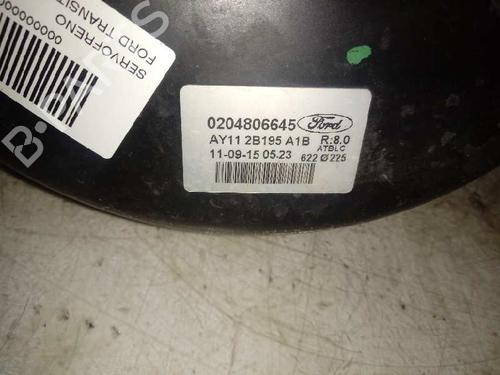 SERVOFRENO
FORD TRANSIT
0204806645 Ford
AY11 2B195 A1B R:8,0
ATBLC
11-09-15 05.23 622 Ø 225